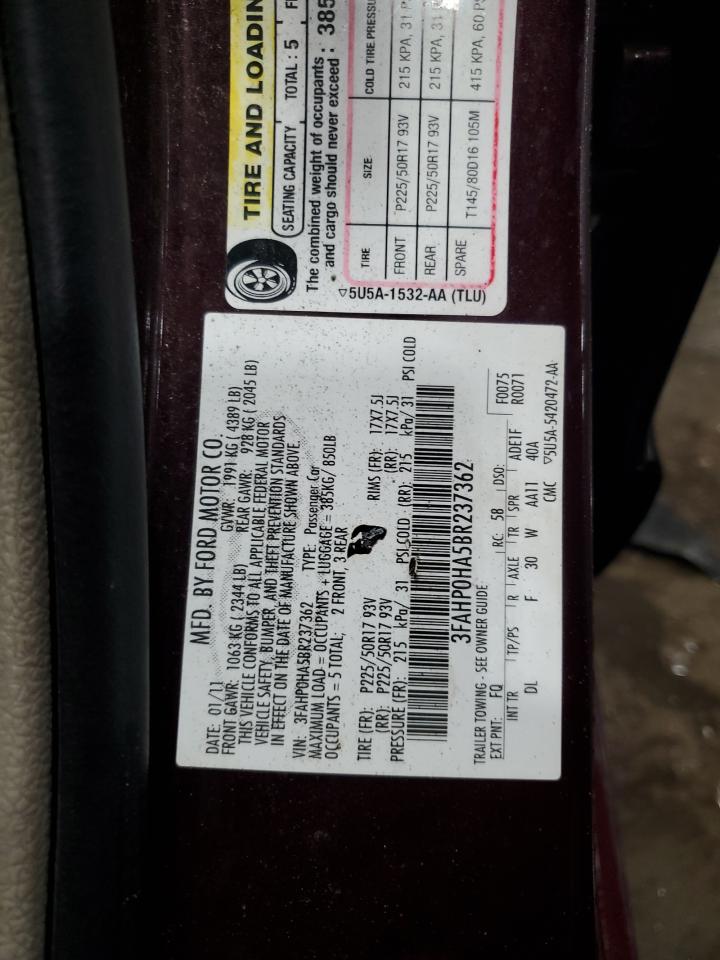 TIRE AND LOADIN
SEATING CAPACITY TOTAL : 5
The combined weight of occupants
and cargo should never exceed : 385
TIRE SIZE COLD TIRE PRESSU
FRONT P225/50R17 93V 215 KPA, 31
REAR P225/50R17 93V 215 KPA, 31
SPARE T145/80D16 105M 415 KPA, 60 PS
5U5A-1532-AA (TLU)
MFD. BY FORD MOTOR CO.
DATE: 01/11 GVWR: 1991 KG ( 4389 LB)
FRONT GAWR: 1063 KG ( 2344 LB) REAR GAWR: 928 KG ( 2045 LB)
THIS VEHICLE CONFORMS TO ALL APPLICABLE FEDERAL MOTOR
VEHICLE SAFETY, BUMPER, AND THEFT PREVENTION STANDARDS
IN EFFECT ON THE DATE OF MANUFACTURE SHOWN ABOVE.
VIN: 3FAHP0HA5BR237362 TYPE: Passenger Car
MAXIMUM LOAD = OCCUPANTS + LUGGAGE = 385KG/ 850LB
OCCUPANTS = 5 TOTAL; 2 FRONT, 3 REAR
TIRE (FR): P225/50R17 93V RIMS (FR): 17X7.5J
(RR): P225/50R17 93V (RR): 17X7.5J
PRESSURE (FR): 215 kPa/ 31 PSI COLD (RR): 215 kPa/ 31 PSI COLD
3FAHP0HA5BR237362
TRAILER TOWING - SEE OWNER GUIDE
EXT PNT: FQ RC: 58 DSO: F0075
R0071
INT TR TP/PS R AXLE TR SPR ADE1F
DL F 30 W AA11 40A
CMC 5U5A-5420472-AA